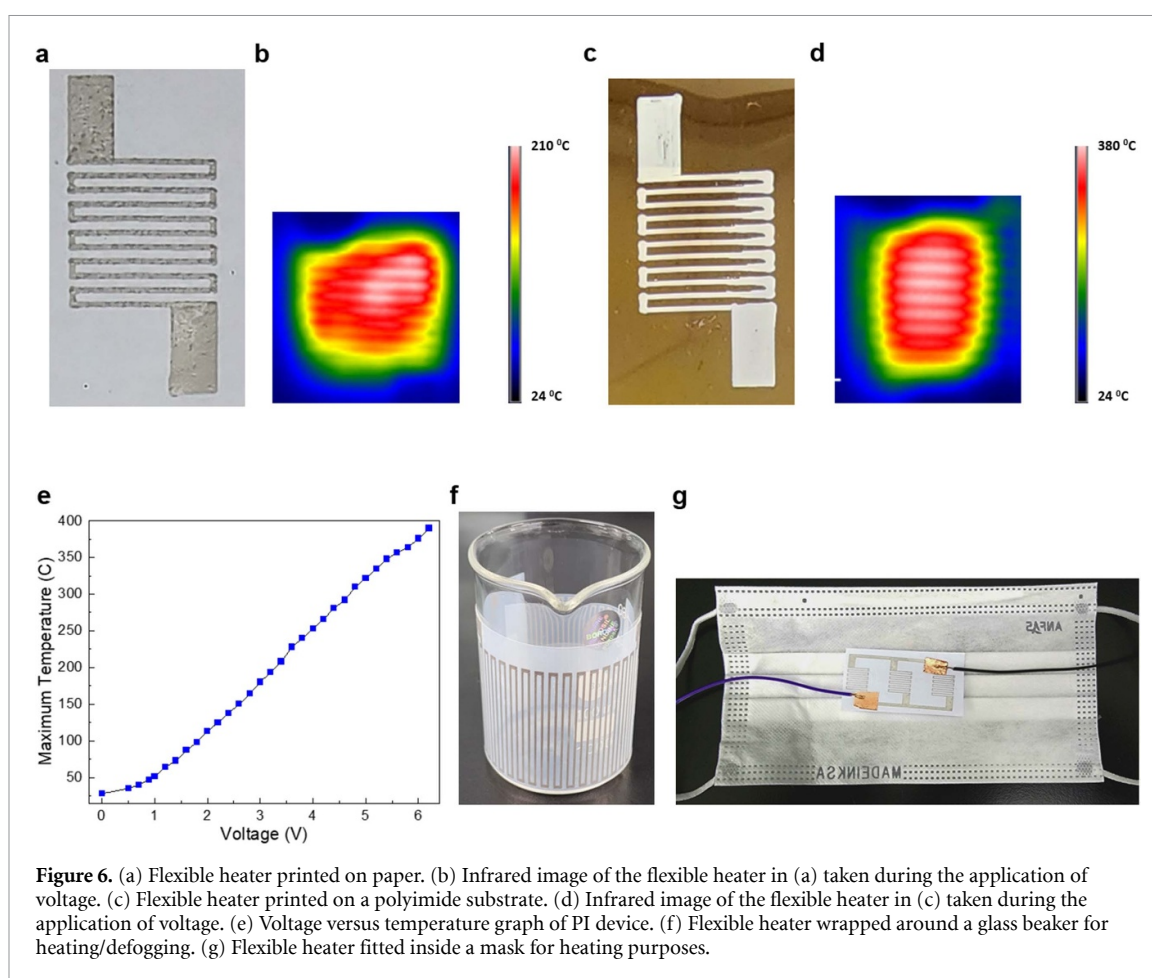 a
b
c
d
210 ⁰C
24 ⁰C
380 ⁰C
24 ⁰C
e
f
g
400
350
300
250
200
150
100
50
Maximum Temperature (C)
0 1 2 3 4 5 6
Voltage (V)
ANFAS
MADEINKSA
Figure 6. (a) Flexible heater printed on paper. (b) Infrared image of the flexible heater in (a) taken during the application of
voltage. (c) Flexible heater printed on a polyimide substrate. (d) Infrared image of the flexible heater in (c) taken during the
application of voltage. (e) Voltage versus temperature graph of PI device. (f) Flexible heater wrapped around a glass beaker for
heating/defogging. (g) Flexible heater fitted inside a mask for heating purposes.